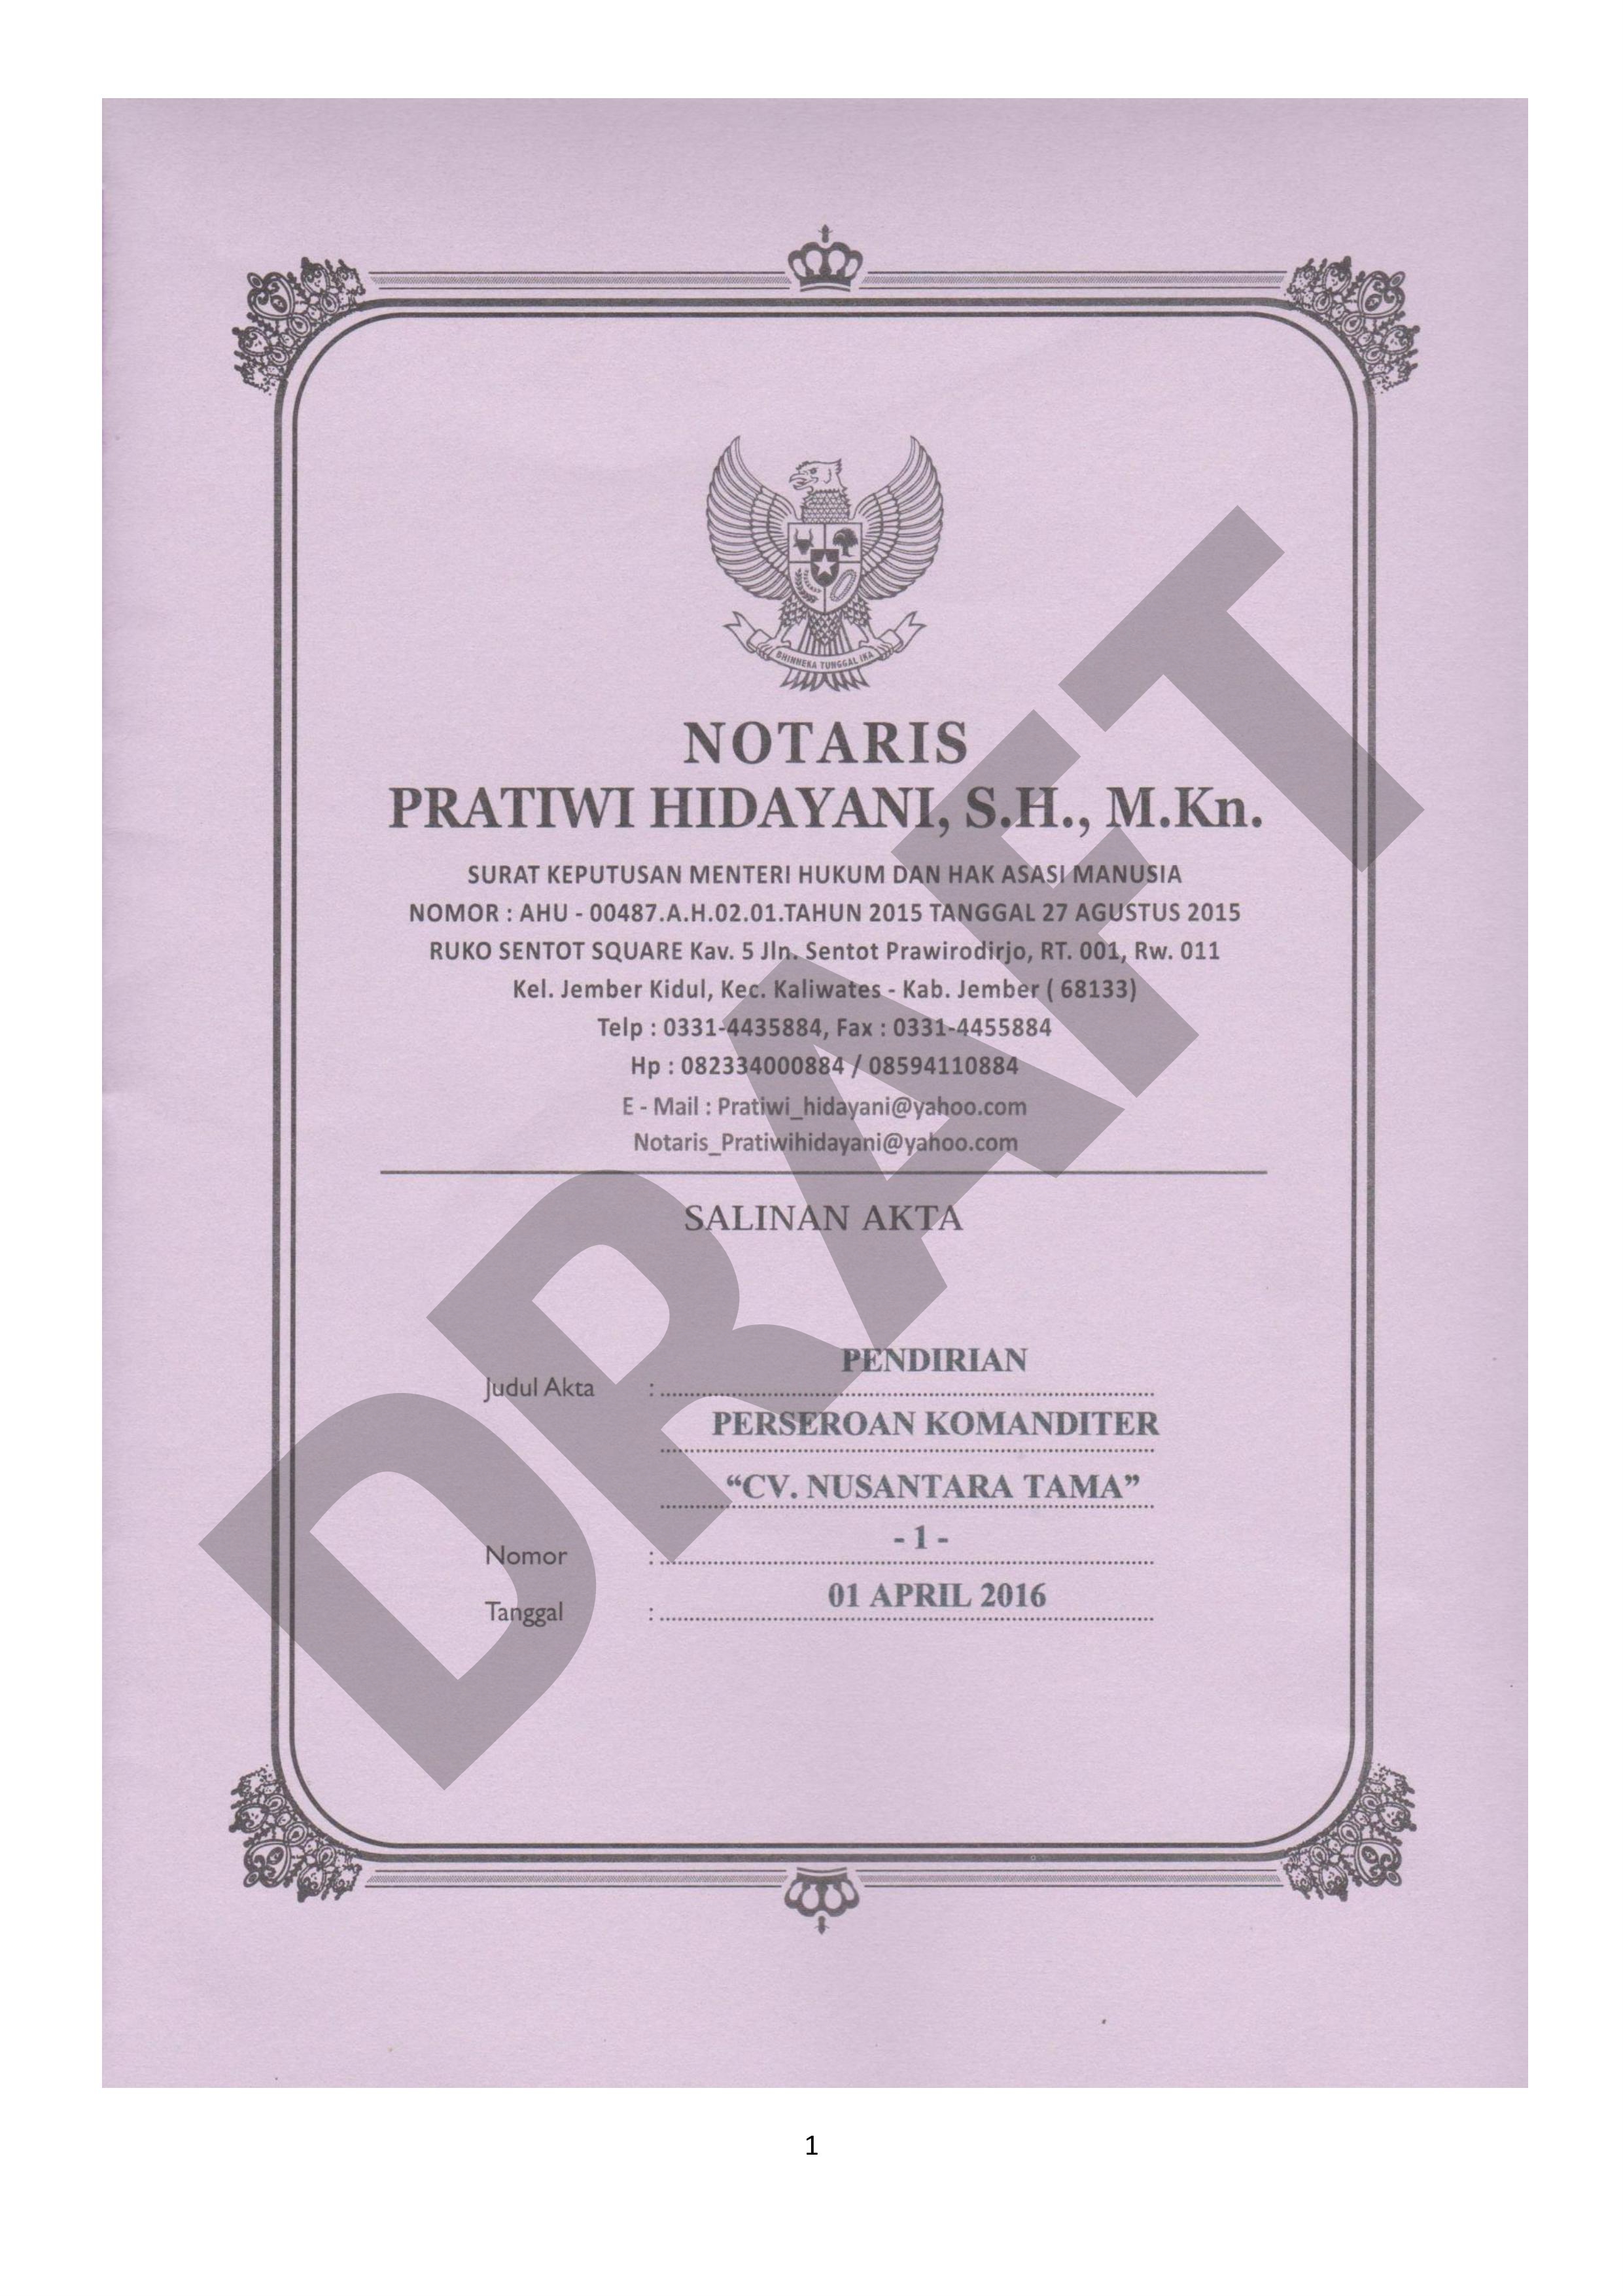 BHINNEKA TUNGGAL IKA
NOTARIS
PRATIWI HIDAYANI, S.H., M.Kn.
SURAT KEPUTUSAN MENTERI HUKUM DAN HAK ASASI MANUSIA
NOMOR : AHU - 00487.A.H.02.01.TAHUN 2015 TANGGAL 27 AGUSTUS 2015
RUKO SENTOT SQUARE Kav. 5 Jln. Sentot Prawirodirjo, RT. 001, Rw. 011
Kel. Jember Kidul, Kec. Kaliwates - Kab. Jember ( 68133)
Telp : 0331-4435884, Fax : 0331-4455884
Hp : 082334000884 / 08594110884
E - Mail : Pratiwi_hidayani@yahoo.com
Notaris_Pratiwihidayani@yahoo.com
SALINAN AKTA
Judul Akta : PENDIRIAN
PERSEROAN KOMANDITER
“CV. NUSANTARA TAMA”
Nomor : - 1 -
Tanggal : 01 APRIL 2016
DRAFT
1